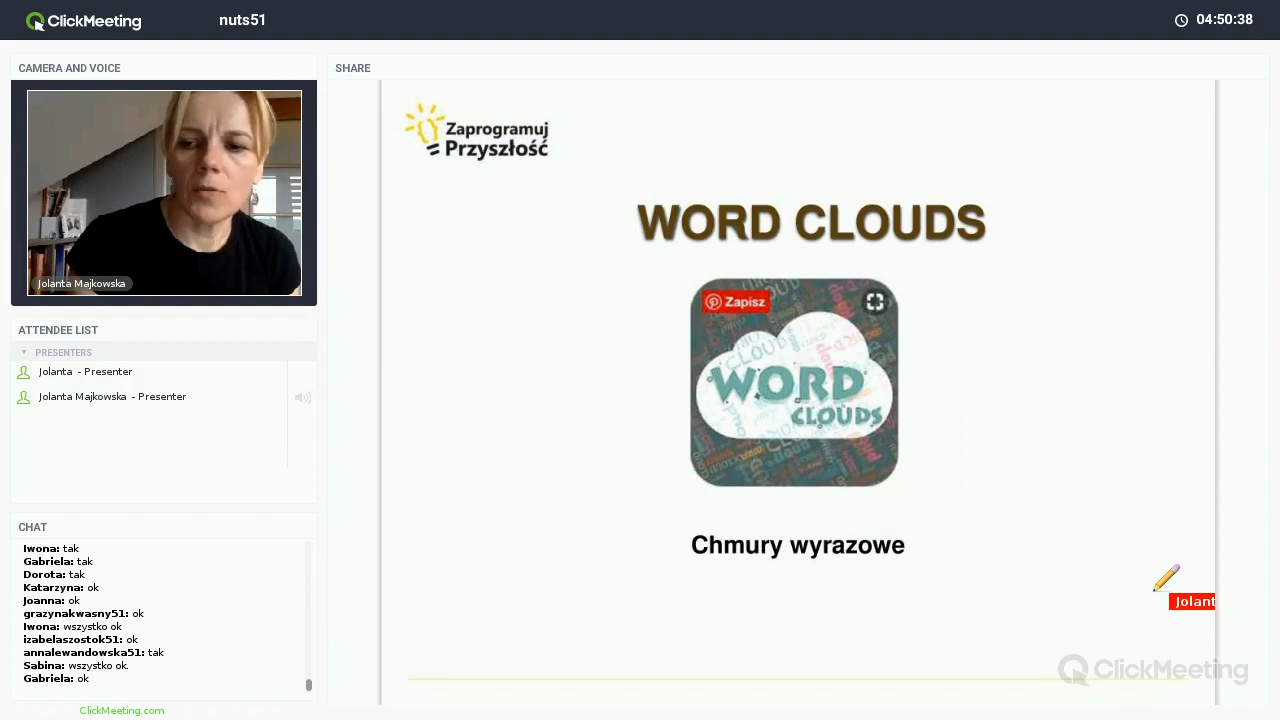 ClickMeeting
nuts51
04:50:38
CAMERA AND VOICE
Jolanta Majkowska
ATTENDEE LIST
PRESENTERS
Jolanta - Presenter
Jolanta Majkowska - Presenter
CHAT
Iwona: tak
Gabriela: tak
Dorota: tak
Katarzyna: ok
Joanna: ok
grazynakwasny51: ok
Iwona: wszystko ok
izabelaszostok51: ok
annalewandowska51: tak
Sabina: wszystko ok.
Gabriela: ok
ClickMeeting.com
SHARE
Zaprogramuj
Przyszłość
WORD CLOUDS
Zapisz
WORD
CLOUDS
Chmury wyrazowe
Jolant
ClickMeeting